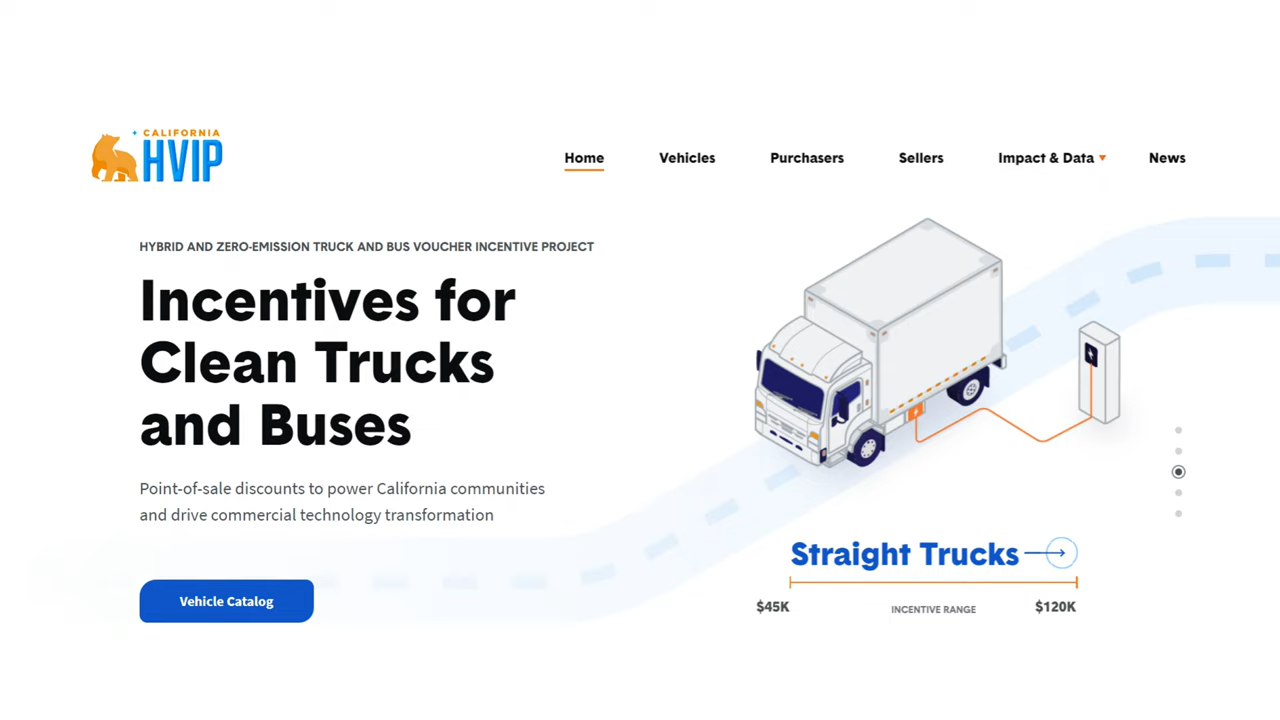 CALIFORNIA
HVIP
Home Vehicles Purchasers Sellers Impact & Data News
HYBRID AND ZERO-EMISSION TRUCK AND BUS VOUCHER INCENTIVE PROJECT
Incentives for
Clean Trucks
and Buses
Point-of-sale discounts to power California communities
and drive commercial technology transformation
Vehicle Catalog
Straight Trucks
$45K INCENTIVE RANGE $120K